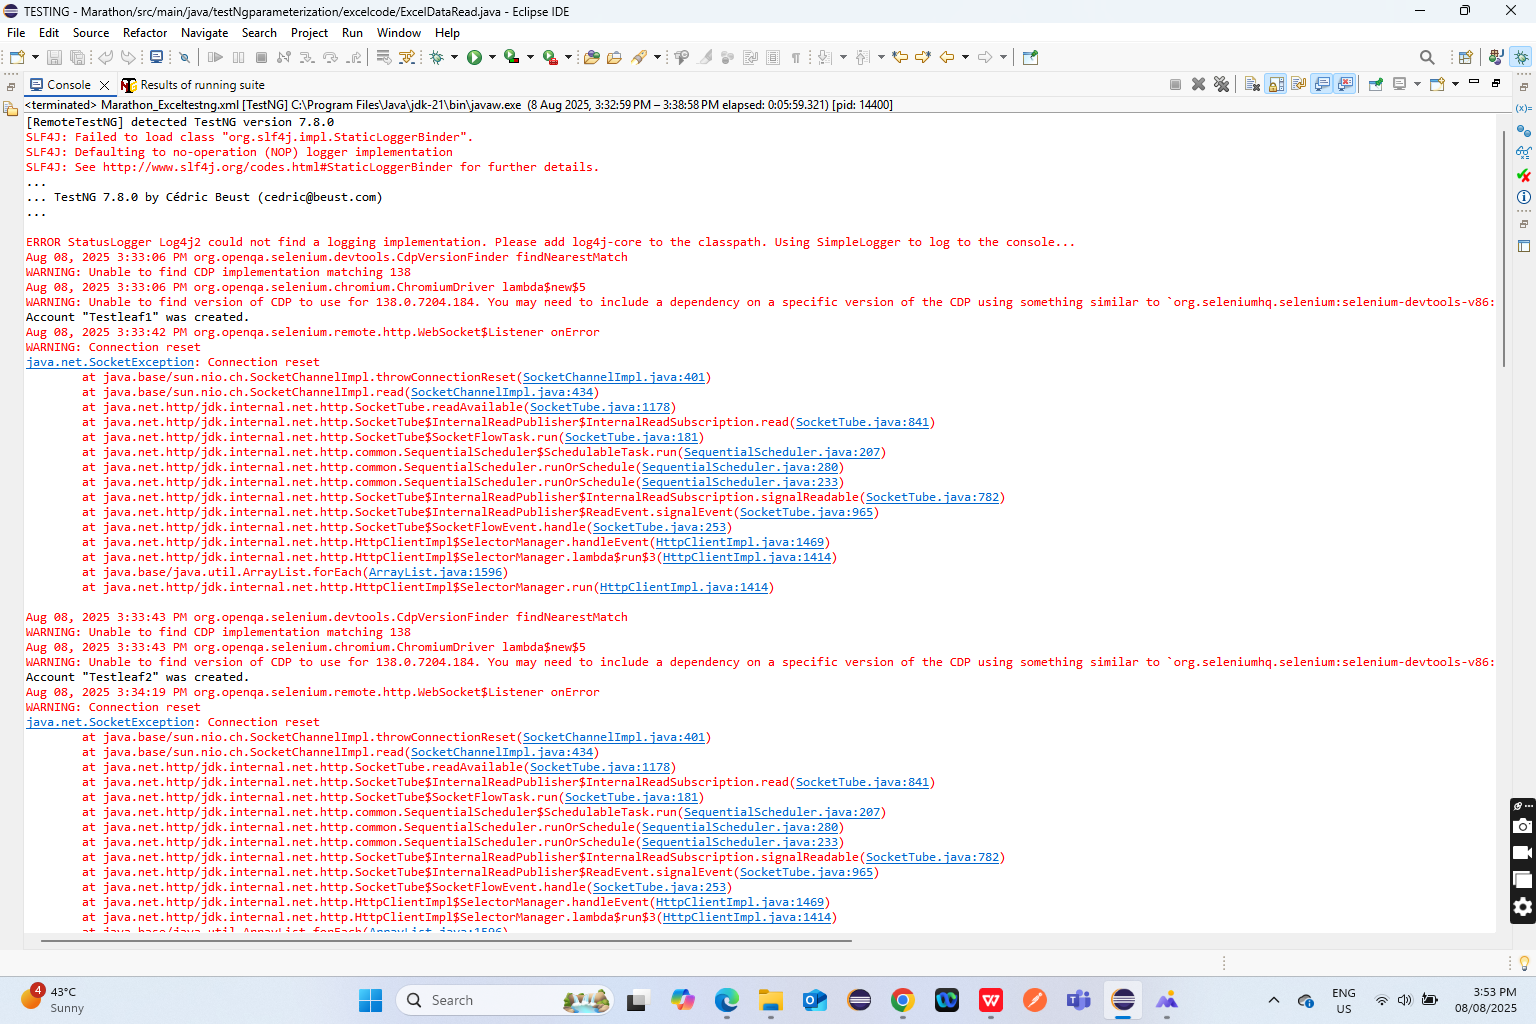 TESTING - Marathon/src/main/java/testNgparameterization/excelcode/ExcelDataRead.java - Eclipse IDE
File Edit Source Refactor Navigate Search Project Run Window Help
Console
Results of running suite
<terminated> Marathon_Exceltestng.xml [TestNG] C:\Program Files\Java\jdk-21\bin\javaw.exe (8 Aug 2025, 3:32:59 PM – 3:38:58 PM elapsed: 0:05:59.321) [pid: 14400]
[RemoteTestNG] detected TestNG version 7.8.0
SLF4J: Failed to load class "org.slf4j.impl.StaticLoggerBinder".
SLF4J: Defaulting to no-operation (NOP) logger implementation
SLF4J: See http://www.slf4j.org/codes.html#StaticLoggerBinder for further details.
...
... TestNG 7.8.0 by Cédric Beust (cedric@beust.com)
...
ERROR StatusLogger Log4j2 could not find a logging implementation. Please add log4j-core to the classpath. Using SimpleLogger to log to the console...
Aug 08, 2025 3:33:06 PM org.openqa.selenium.devtools.CdpVersionFinder findNearestMatch
WARNING: Unable to find CDP implementation matching 138
Aug 08, 2025 3:33:06 PM org.openqa.selenium.chromium.ChromiumDriver lambda$new$5
WARNING: Unable to find version of CDP to use for 138.0.7204.184. You may need to include a dependency on a specific version of the CDP using something similar to `org.seleniumhq.selenium:selenium-devtools-v86:
Account "Testleaf1" was created.
Aug 08, 2025 3:33:42 PM org.openqa.selenium.remote.http.WebSocket$Listener onError
WARNING: Connection reset
java.net.SocketException: Connection reset
at java.base/sun.nio.ch.SocketChannelImpl.throwConnectionReset(SocketChannelImpl.java:401)
at java.base/sun.nio.ch.SocketChannelImpl.read(SocketChannelImpl.java:434)
at java.net.http/jdk.internal.net.http.SocketTube.readAvailable(SocketTube.java:1178)
at java.net.http/jdk.internal.net.http.SocketTube$InternalReadPublisher$InternalReadSubscription.read(SocketTube.java:841)
at java.net.http/jdk.internal.net.http.SocketTube$SocketFlowTask.run(SocketTube.java:181)
at java.net.http/jdk.internal.net.http.common.SequentialScheduler$SchedulableTask.run(SequentialScheduler.java:207)
at java.net.http/jdk.internal.net.http.common.SequentialScheduler.runOrSchedule(SequentialScheduler.java:280)
at java.net.http/jdk.internal.net.http.common.SequentialScheduler.runOrSchedule(SequentialScheduler.java:233)
at java.net.http/jdk.internal.net.http.SocketTube$InternalReadPublisher$InternalReadSubscription.signalReadable(SocketTube.java:782)
at java.net.http/jdk.internal.net.http.SocketTube$InternalReadPublisher$ReadEvent.signalEvent(SocketTube.java:965)
at java.net.http/jdk.internal.net.http.SocketTube$SocketFlowEvent.handle(SocketTube.java:253)
at java.net.http/jdk.internal.net.http.HttpClientImpl$SelectorManager.handleEvent(HttpClientImpl.java:1469)
at java.net.http/jdk.internal.net.http.HttpClientImpl$SelectorManager.lambda$run$3(HttpClientImpl.java:1414)
at java.base/java.util.ArrayList.forEach(ArrayList.java:1596)
at java.net.http/jdk.internal.net.http.HttpClientImpl$SelectorManager.run(HttpClientImpl.java:1414)
Aug 08, 2025 3:33:43 PM org.openqa.selenium.devtools.CdpVersionFinder findNearestMatch
WARNING: Unable to find CDP implementation matching 138
Aug 08, 2025 3:33:43 PM org.openqa.selenium.chromium.ChromiumDriver lambda$new$5
WARNING: Unable to find version of CDP to use for 138.0.7204.184. You may need to include a dependency on a specific version of the CDP using something similar to `org.seleniumhq.selenium:selenium-devtools-v86:
Account "Testleaf2" was created.
Aug 08, 2025 3:34:19 PM org.openqa.selenium.remote.http.WebSocket$Listener onError
WARNING: Connection reset
java.net.SocketException: Connection reset
at java.base/sun.nio.ch.SocketChannelImpl.throwConnectionReset(SocketChannelImpl.java:401)
at java.base/sun.nio.ch.SocketChannelImpl.read(SocketChannelImpl.java:434)
at java.net.http/jdk.internal.net.http.SocketTube.readAvailable(SocketTube.java:1178)
at java.net.http/jdk.internal.net.http.SocketTube$InternalReadPublisher$InternalReadSubscription.read(SocketTube.java:841)
at java.net.http/jdk.internal.net.http.SocketTube$SocketFlowTask.run(SocketTube.java:181)
at java.net.http/jdk.internal.net.http.common.SequentialScheduler$SchedulableTask.run(SequentialScheduler.java:207)
at java.net.http/jdk.internal.net.http.common.SequentialScheduler.runOrSchedule(SequentialScheduler.java:280)
at java.net.http/jdk.internal.net.http.common.SequentialScheduler.runOrSchedule(SequentialScheduler.java:233)
at java.net.http/jdk.internal.net.http.SocketTube$InternalReadPublisher$InternalReadSubscription.signalReadable(SocketTube.java:782)
at java.net.http/jdk.internal.net.http.SocketTube$InternalReadPublisher$ReadEvent.signalEvent(SocketTube.java:965)
at java.net.http/jdk.internal.net.http.SocketTube$SocketFlowEvent.handle(SocketTube.java:253)
at java.net.http/jdk.internal.net.http.HttpClientImpl$SelectorManager.handleEvent(HttpClientImpl.java:1469)
at java.net.http/jdk.internal.net.http.HttpClientImpl$SelectorManager.lambda$run$3(HttpClientImpl.java:1414)
at java.base/java.util.ArrayList.forEach(ArrayList.java:1596)
4
43°C
Sunny
Search
ENG
US
3:53 PM
08/08/2025